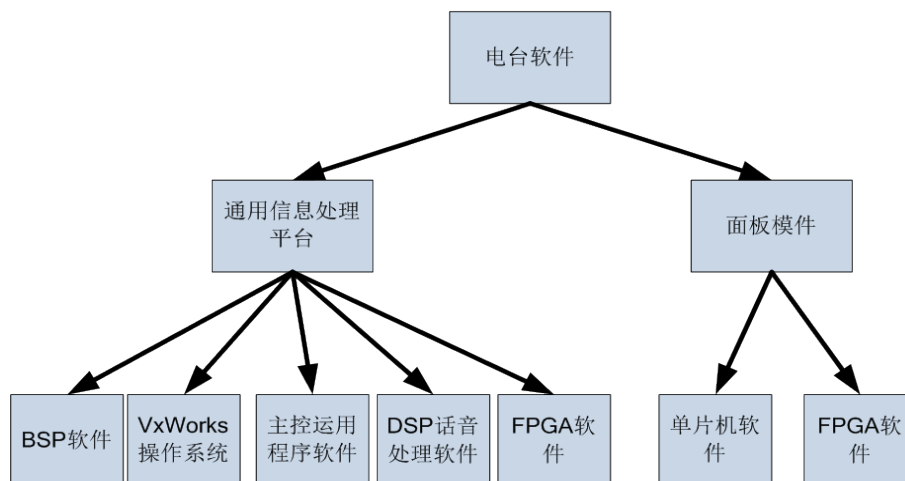 电台软件
通用信息处理
平台
面板模件
BSP软件
VxWorks
操作系统
主控运用
程序软件
DSP话音
处理软件
FPGA软
件
单片机软
件
FPGA软
件